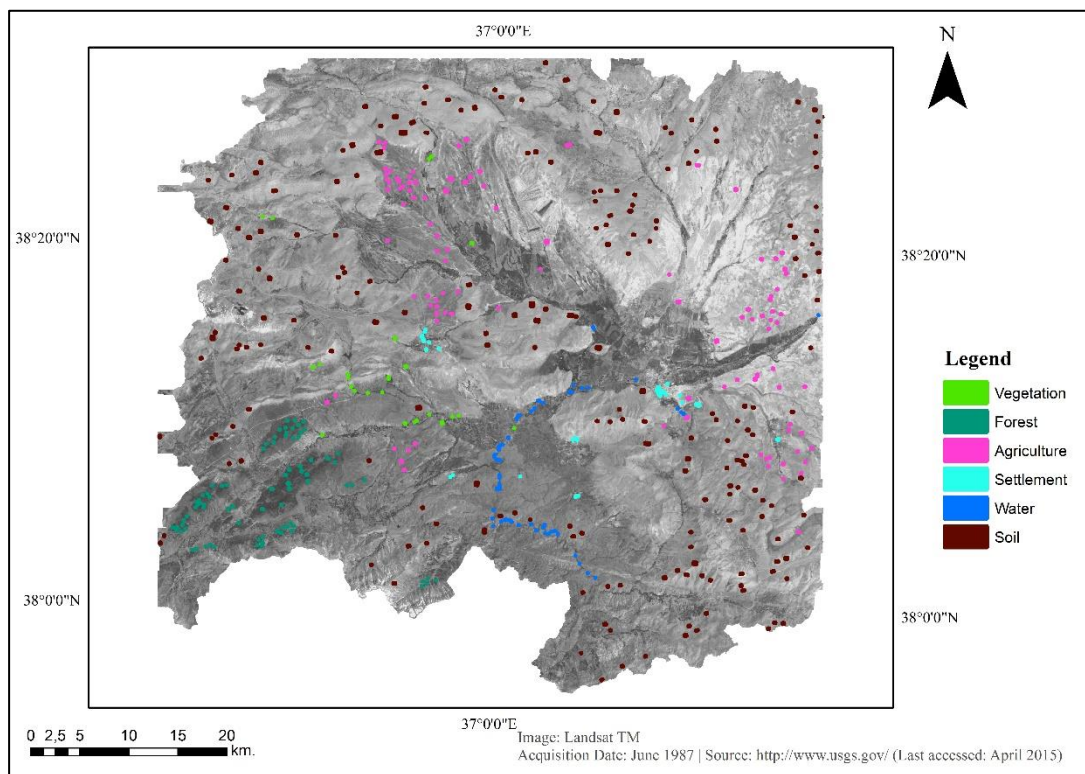 37°0'0"E
N
38°20'0"N
38°20'0"N
Legend
Vegetation
Forest
Agriculture
Settlement
Water
Soil
38°0'0"N
38°0'0"N
37°0'0"E
0 2,5 5 10 15 20
km.
Image: Landsat TM
Acquisition Date: June 1987 | Source: http://www.usgs.gov/ (Last accessed: April 2015)